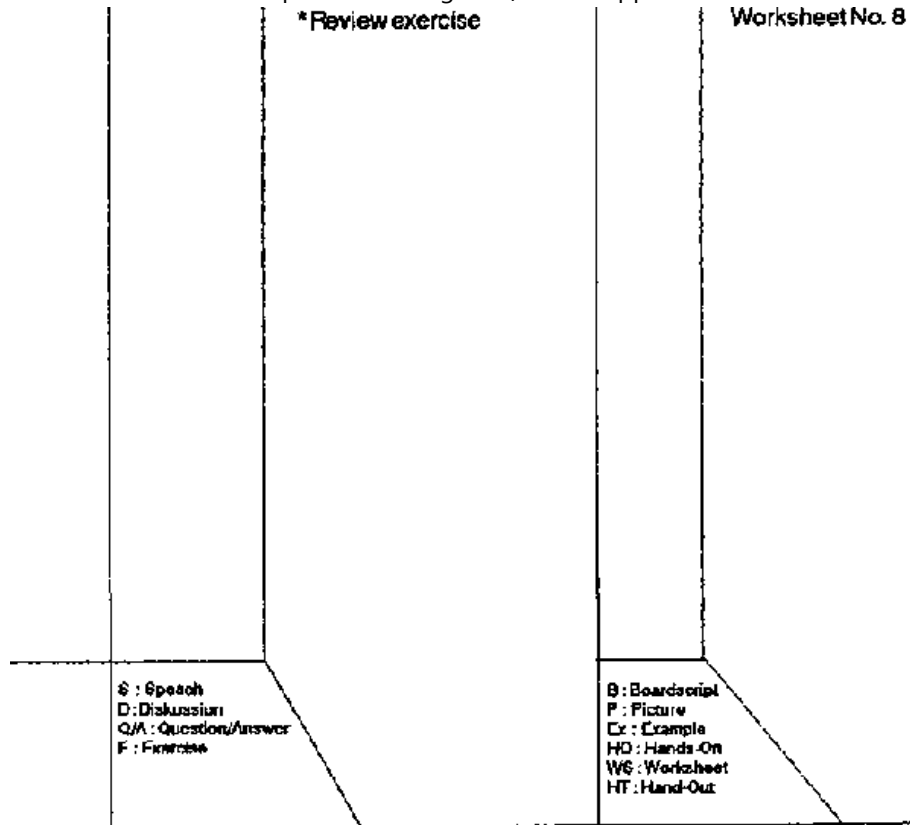 *Review exercise
Worksheet No. 8
S : Speach
D : Diskussion
Q/A : Question/Answer
E : Exercise
B : Boardscript
P : Picture
Ex : Example
HO : Hands-On
WS : Worksheet
HT : Hand-Out